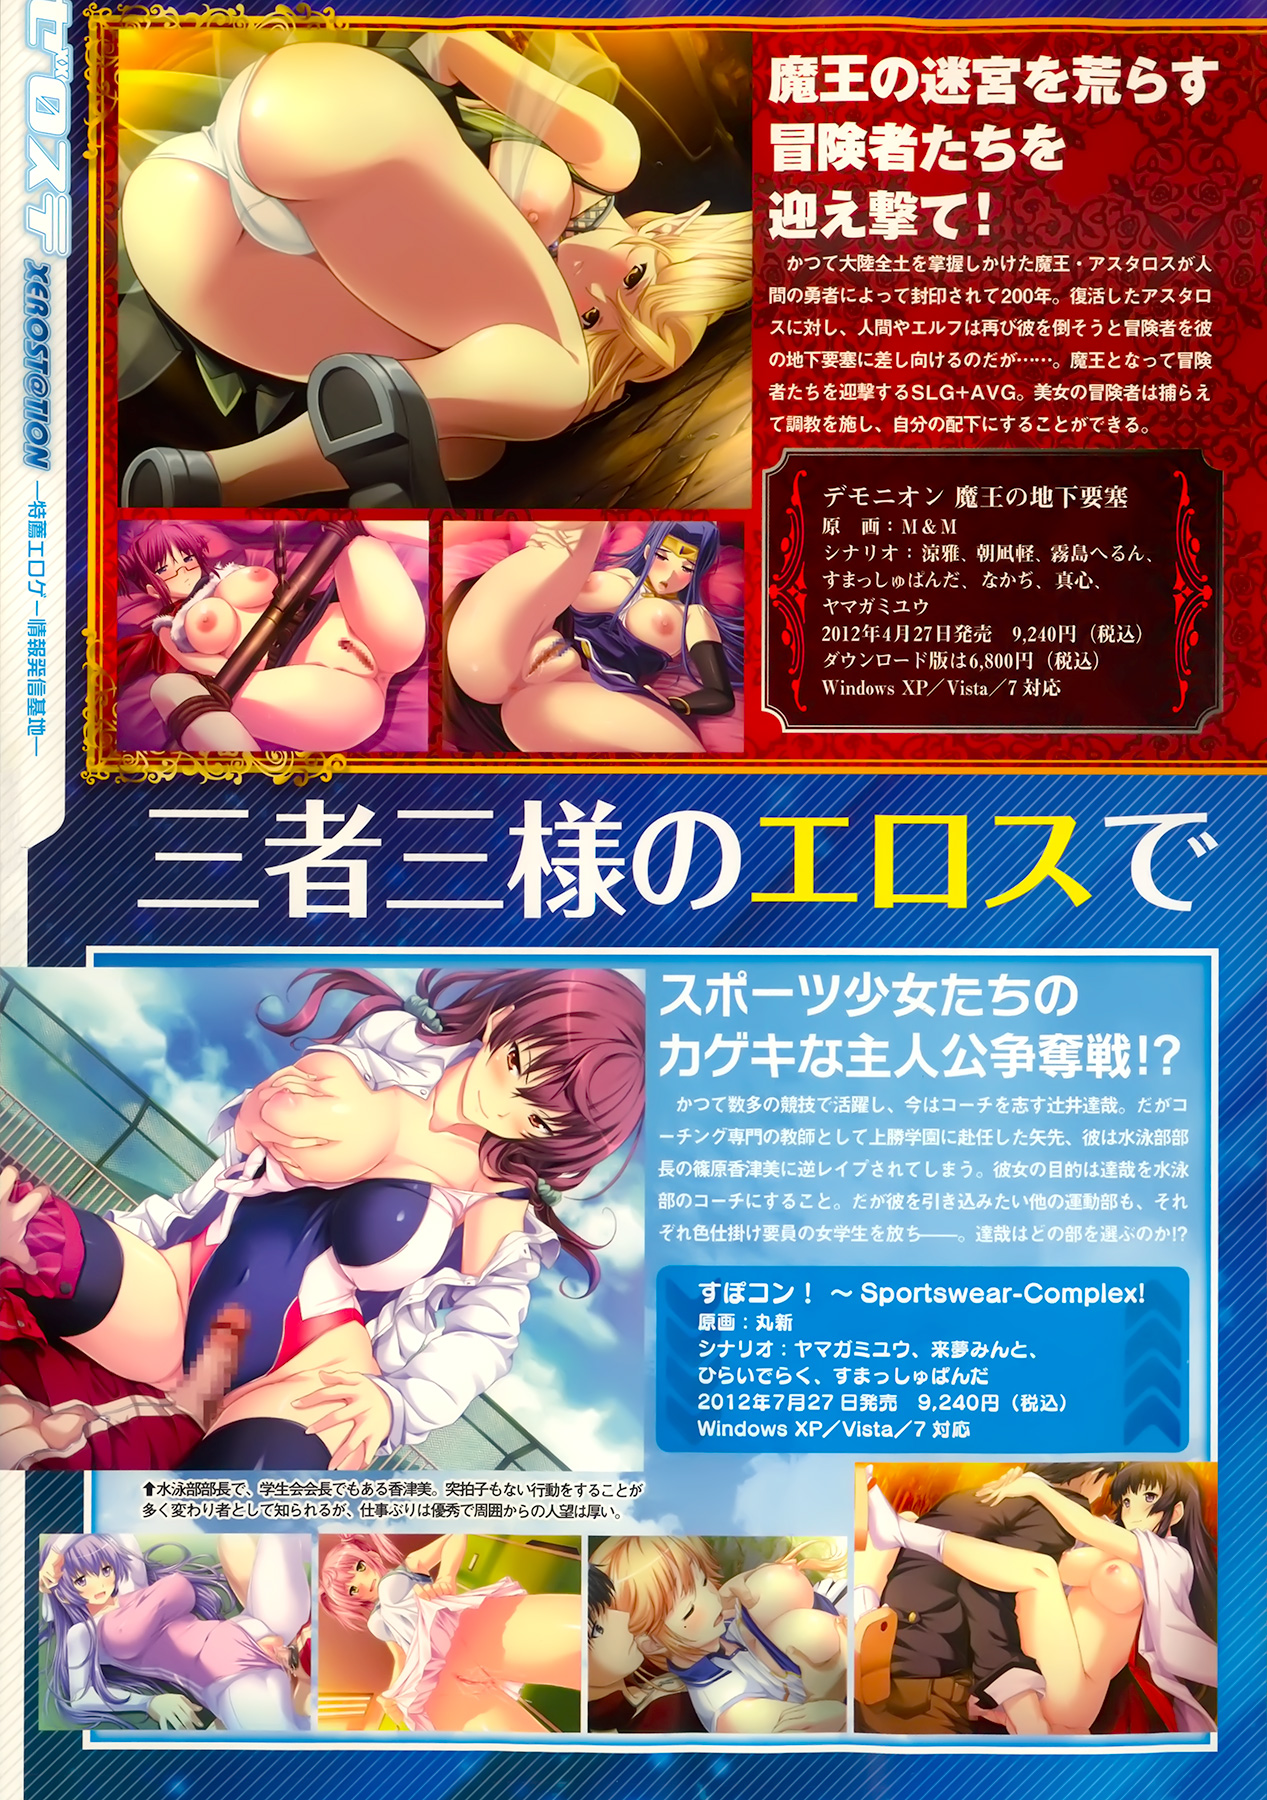 ゼロステ
XEROST@TION
―特薦エロゲー情報発信基地―
魔王の迷宮を荒らす
冒険者たちを
迎え撃て!
かつて大陸全土を掌握しかけた魔王・アスタロスが人
間の勇者によって封印されて200年。復活したアスタロ
スに対し、人間やエルフは再び彼を倒そうと冒険者を彼
の地下要塞に差し向けるのだが……。魔王となって冒険
者たちを迎撃するSLG+AVG。美女の冒険者は捕らえ
て調教を施し、自分の配下にすることができる。
デモニオン 魔王の地下要塞
原 画：M＆M
シナリオ：涼雅、朝凪軽、霧島へるん、
すまっしゅぱんだ、なかぢ、真心、
ヤマガミユウ
2012年4月27日発売 9,240円（税込）
ダウンロード版は6,800円（税込）
Windows XP／Vista／7 対応
三者三様のエロスで
スポーツ少女たちの
カゲキな主人公争奪戦!?
かつて数多の競技で活躍し、今はコーチを志す辻井達哉。だがコ
ーチング専門の教師として上勝学園に赴任した矢先、彼は水泳部部
長の篠原香津美に逆レイプされてしまう。彼女の目的は達哉を水泳
部のコーチにすること。だが彼を引き込みたい他の運動部も、それ
ぞれ色仕掛け要員の女学生を放ち――。達哉はどの部を選ぶのか!?
すぽコン！ ～Sportswear-Complex!
原画：丸新
シナリオ：ヤマガミユウ、来夢みんと、
ひらいでらく、すまっしゅぱんだ
2012年7月27日発売 9,240円（税込）
Windows XP／Vista／7 対応
⬆水泳部部長で、学生会会長でもある香津美。突拍子もない行動をすることが
多く変わり者として知られるが、仕事ぶりは優秀で周囲からの人望は厚い。